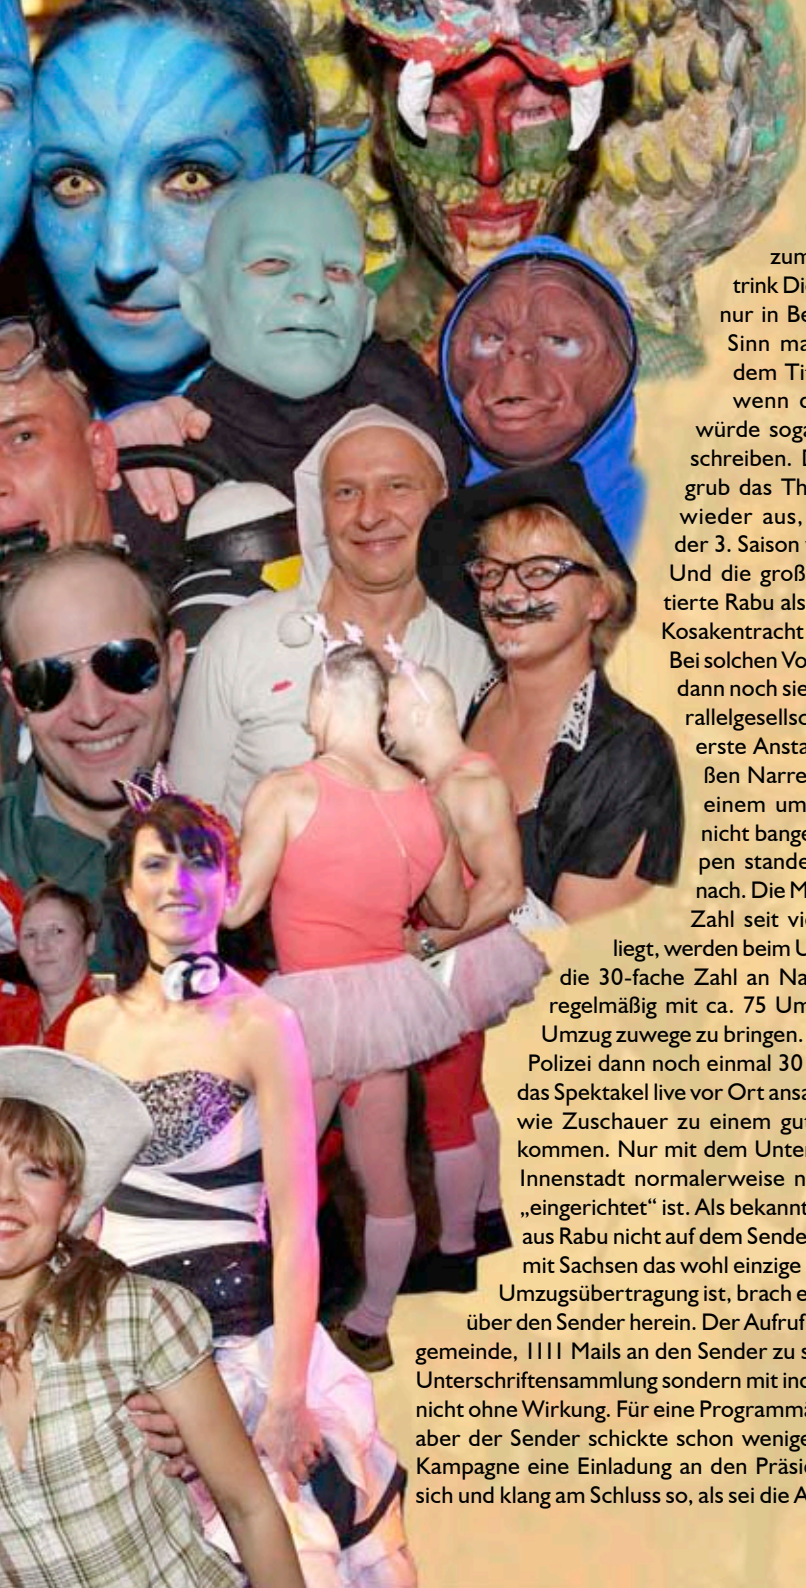 zum
trink Di
nur in Be
Sinn ma
dem Ti
wenn
würde soga
schreiben.
grub das Th
wieder aus,
der 3. Saison
Und die groß
tierte Rabu als
Kosakentracht
Bei solchen Vo
dann noch sie
rallelgesellsc
erste Ansta
ßen Narre
einem um
nicht bange
pen stande
nach. Die M
Zahl seit vi
liegt, werden beim U
die 30-fache Zahl an Na
regelmäßig mit ca. 75 Um
Umzug zuwege zu bringen.
Polizei dann noch einmal 30
das Spektakel live vor Ort ansa
wie Zuschauer zu einem gut
kommen. Nur mit dem Unter
Innenstadt normalerweise n
„eingerichtet“ ist. Als bekannt
aus Rabu nicht auf dem Sende
mit Sachsen das wohl einzige
Umzugsübertragung ist, brach e
über den Sender herein. Der Aufruf
gemeinde, 1111 Mails an den Sender zu s
Unterschriftensammlung sondern mit ind
nicht ohne Wirkung. Für eine Programmä
aber der Sender schickte schon wenige
Kampagne eine Einladung an den Präsi
sich und klang am Schluss so, als sei die A